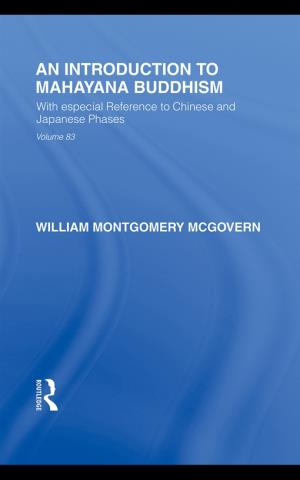 AN INTRODUCTION TO
MAHAYANA BUDDHISM
With especial Reference to Chinese and
Japanese Phases
Volume 83
WILLIAM MONTGOMERY MCGOVERN
ROUTLEDGE